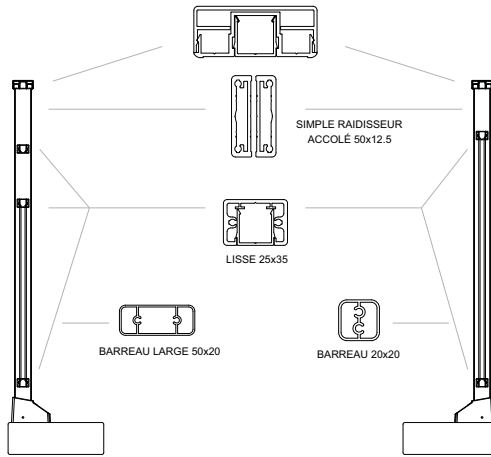 SIMPLE RAIDISSEUR
ACCOLÉ 50x12.5
LISSE 25x35
BARREAU LARGE 50x20
BARREAU 20x20